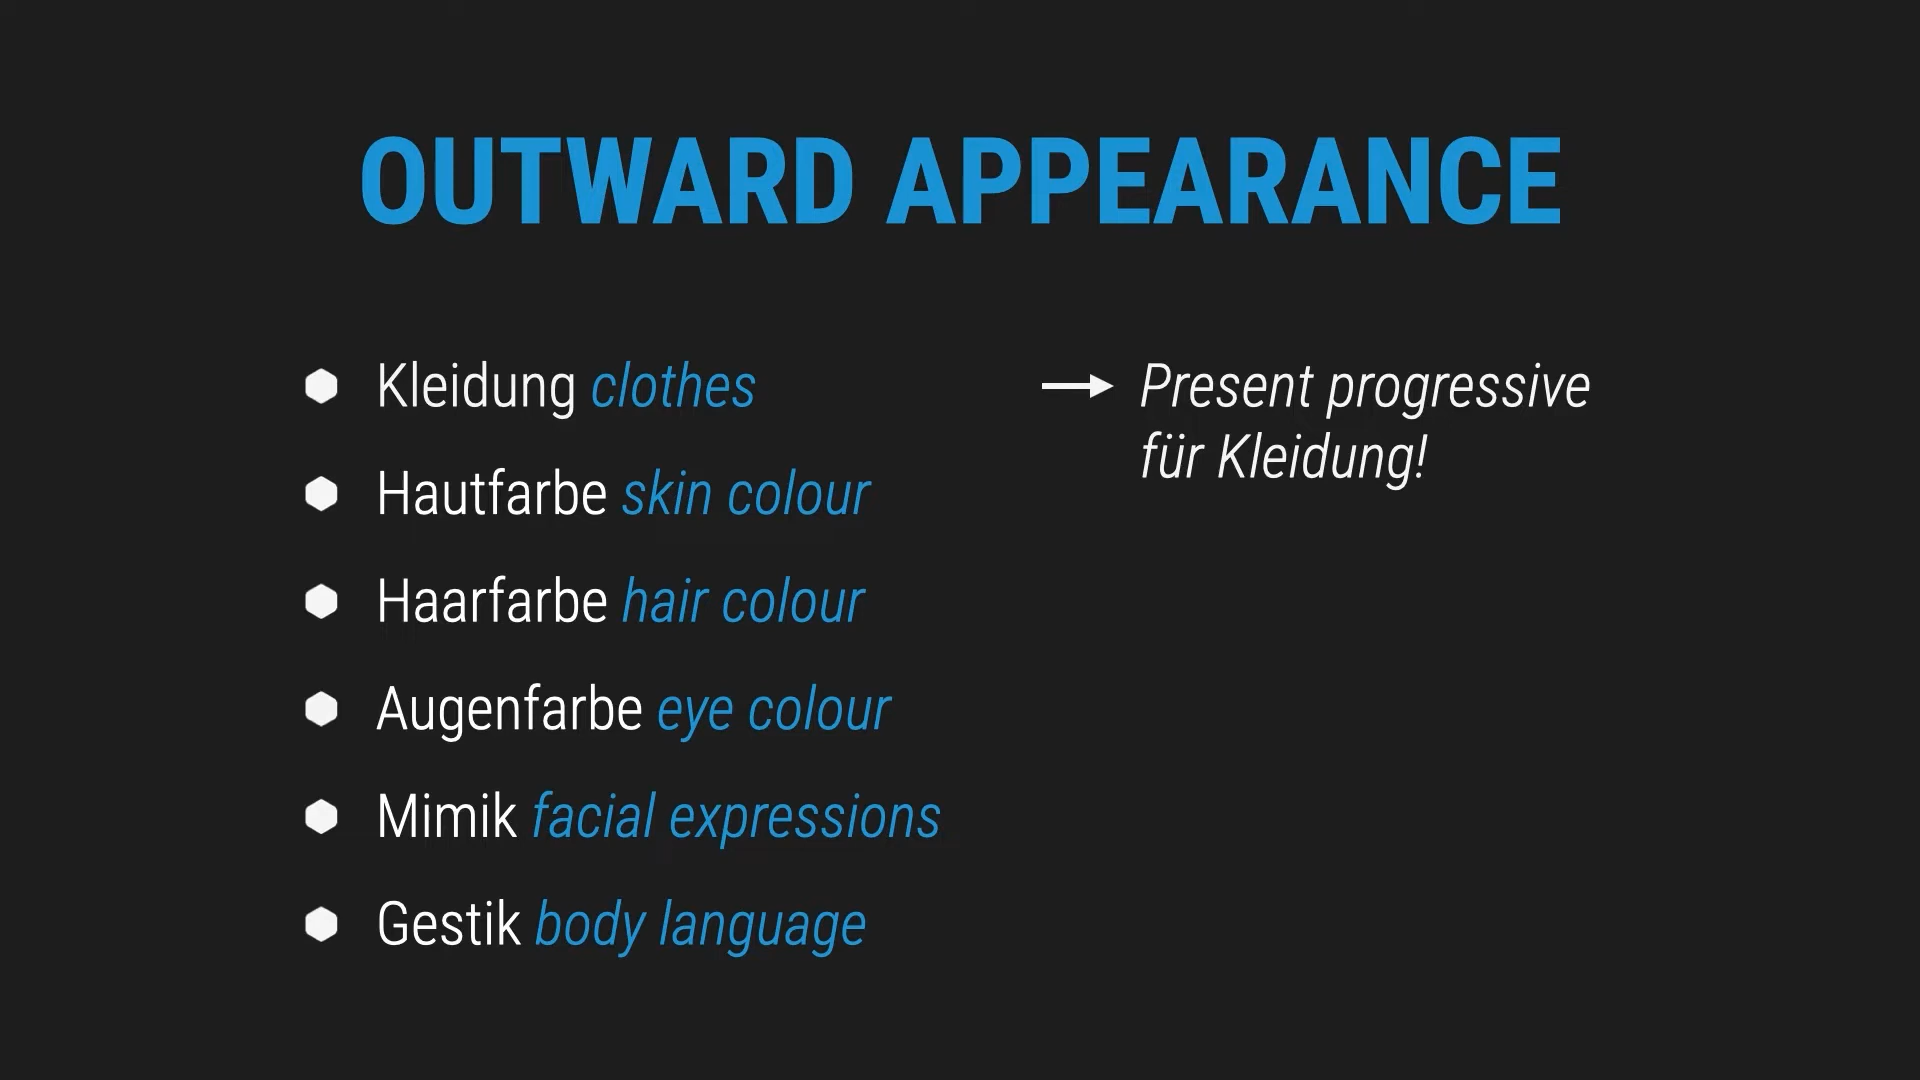 OUTWARD APPEARANCE
Kleidung clothes
→ Present progressive
für Kleidung!
Hautfarbe skin colour
Haarfarbe hair colour
Augenfarbe eye colour
Mimik facial expressions
Gestik body language